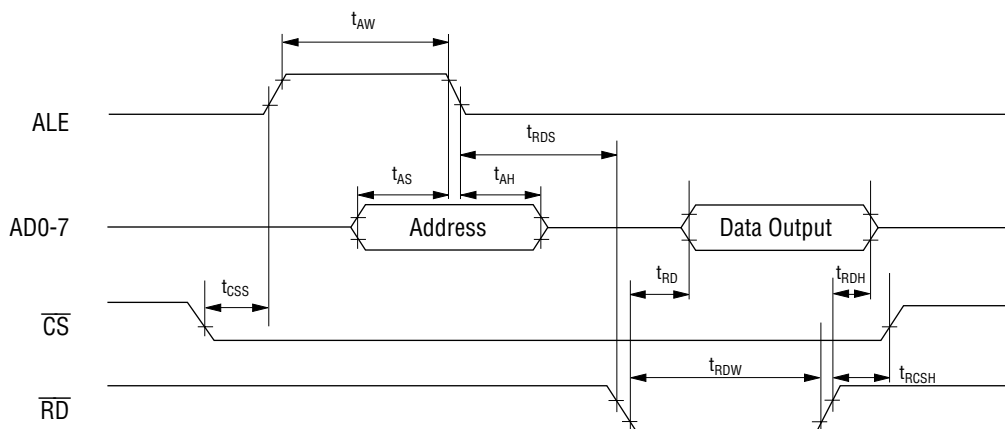 tAW
ALE
tRDS
tAS
tAH
AD0-7
Address
Data Output
tRD
tRDH
tCSS
CS
tRDW
tRCSH
RD